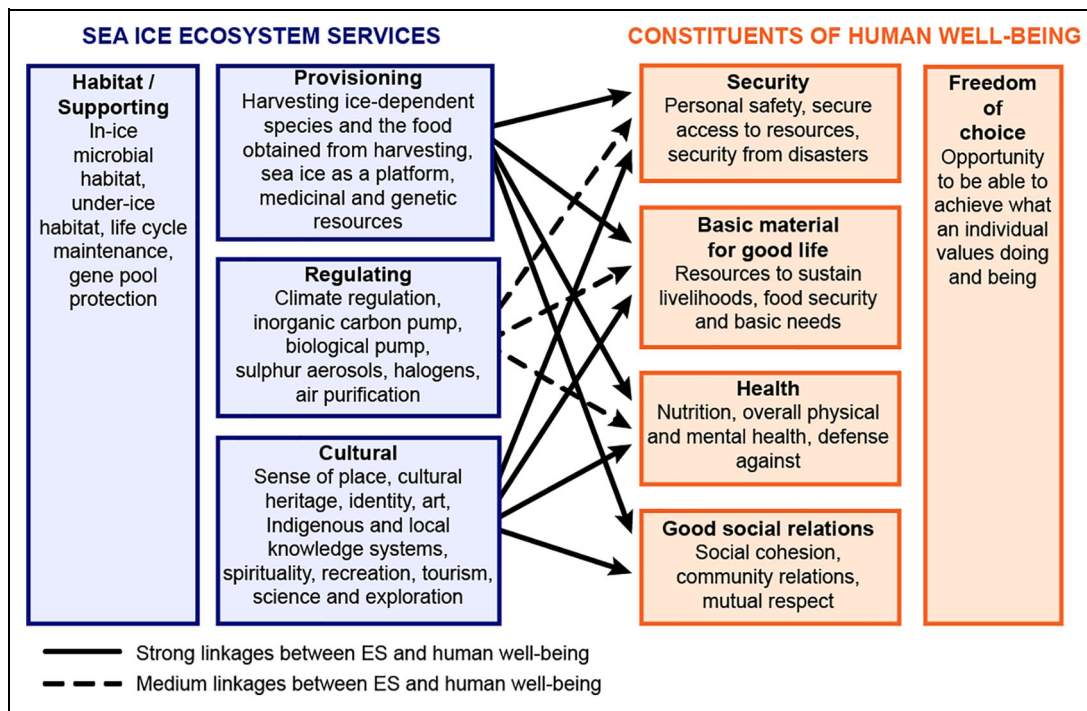 SEA ICE ECOSYSTEM SERVICES
Habitat /
Supporting
In-ice
microbial
habitat,
under-ice
habitat, life cycle
maintenance,
gene pool
protection
Provisioning
Harvesting ice-dependent
species and the food
obtained from harvesting,
sea ice as a platform,
medicinal and genetic
resources
Regulating
Climate regulation,
inorganic carbon pump,
biological pump,
sulphur aerosols, halogens,
air purification
Cultural
Sense of place, cultural
heritage, identity, art,
Indigenous and local
knowledge systems,
spirituality, recreation, tourism,
science and exploration
CONSTITUENTS OF HUMAN WELL-BEING
Security
Personal safety, secure
access to resources,
security from disasters
Basic material
for good life
Resources to sustain
livelihoods, food security
and basic needs
Health
Nutrition, overall physical
and mental health, defense
against
Good social relations
Social cohesion,
community relations,
mutual respect
Freedom
of
choice
Opportunity
to be able to
achieve what
an individual
values doing
and being
Strong linkages between ES and human well-being
Medium linkages between ES and human well-being